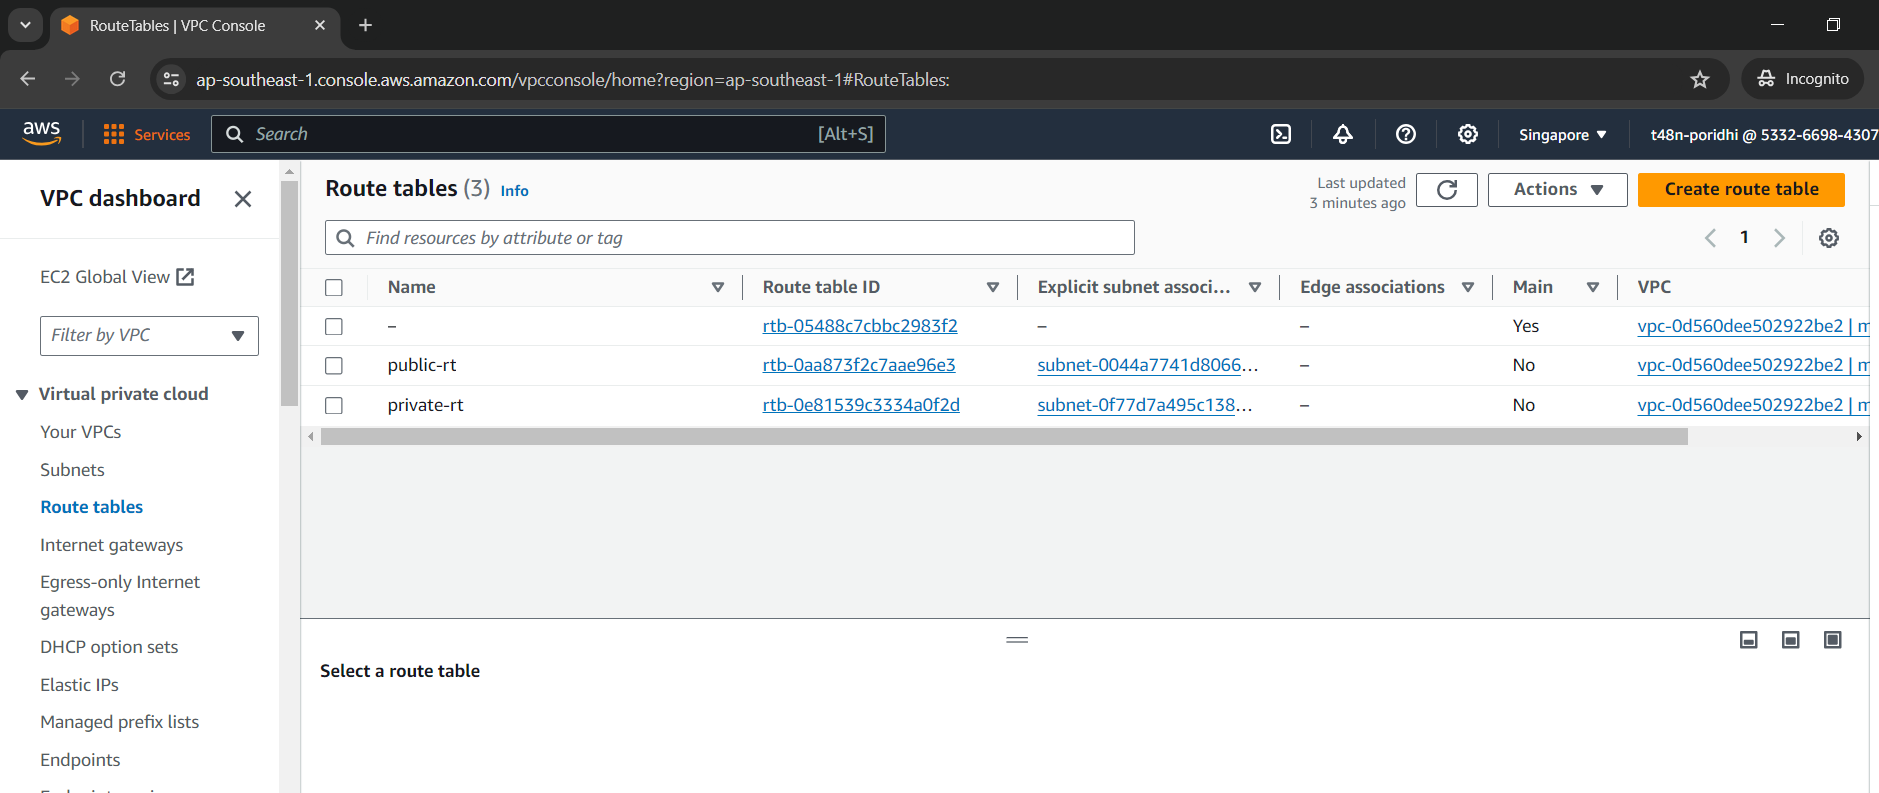 RouteTables | VPC Console
ap-southeast-1.console.aws.amazon.com/vpcconsole/home?region=ap-southeast-1#RouteTables:
Incognito
aws
Services
Search
[Alt+S]
Singapore
t48n-poridhi @ 5332-6698-4307
VPC dashboard
EC2 Global View
Filter by VPC
Virtual private cloud
Your VPCs
Subnets
Route tables
Internet gateways
Egress-only Internet
gateways
DHCP option sets
Elastic IPs
Managed prefix lists
Endpoints
Route tables (3) Info
Last updated
3 minutes ago
Actions
Create route table
Find resources by attribute or tag
1
Name Route table ID Explicit subnet associ... Edge associations Main VPC
– rtb-05488c7cbbc2983f2 – – Yes vpc-0d560dee502922be2 | m
public-rt rtb-0aa873f2c7aae96e3 subnet-0044a7741d8066... – No vpc-0d560dee502922be2 | m
private-rt rtb-0e81539c3334a0f2d subnet-0f77d7a495c138... – No vpc-0d560dee502922be2 | m
Select a route table